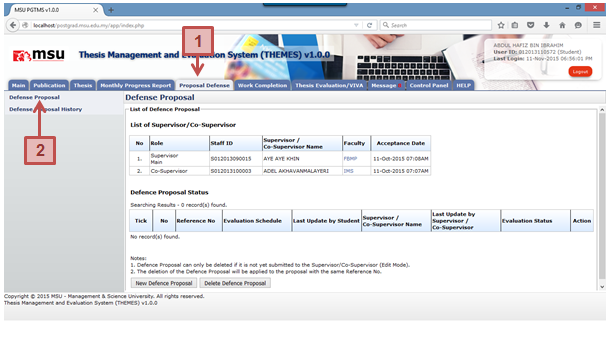 MSU PGTMS v1.0.0
localhost/postgrad.msu.edu.my/app/index.php
Search
msu
Thesis Management and Evaluation System (THEMES) v1.0.0
ABDUL HAFIZ BIN IBRAHIM
User ID: 012013110572 (Student)
Last Login: 11-Nov-2015 06:56:01 PM
Logout
1
Main Publication Thesis Monthly Progress Report Proposal Defense Work Completion Thesis Evaluation/VIVA Message Control Panel HELP
Defense Proposal
Defense Proposal History
2
Defense Proposal
List of Defence Proposal
List of Supervisor/Co-Supervisor
No Role Staff ID Supervisor / Co-Supervisor Name Faculty Acceptance Date
1. Supervisor Main S012013090015 AYE AYE KHIN FBMP 11-Oct-2015 07:08AM
2. Co-Supervisor S012013100003 ADEL AKHAVANMALAYERI IMS 11-Oct-2015 07:07AM
Defence Proposal Status
Searching Results - 0 record(s) found.
Tick No Reference No Evaluation Schedule Last Update by Student Supervisor / Co-Supervisor Name Last Update by Supervisor / Co-Supervisor Evaluation Status Action
No record(s) found.
Notes:
1. Defence Proposal can only be deleted if it is not yet submitted to the Supervisor/Co-Supervisor (Edit Mode).
2. The deletion of the Defence Proposal will be applied to the proposal with the same Reference No.
New Defence Proposal Delete Defence Proposal
Copyright © 2015 MSU - Management & Science University. All rights reserved.
Thesis Management and Evaluation System (THEMES) v1.0.0